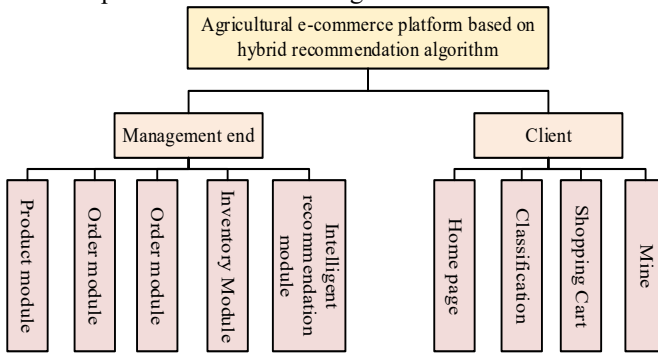 Agricultural e-commerce platform based on
hybrid recommendation algorithm
Management end
Client
Product module
Order module
Order module
Inventory Module
Intelligent
recommendation
module
Home page
Classification
Shopping Cart
Mine